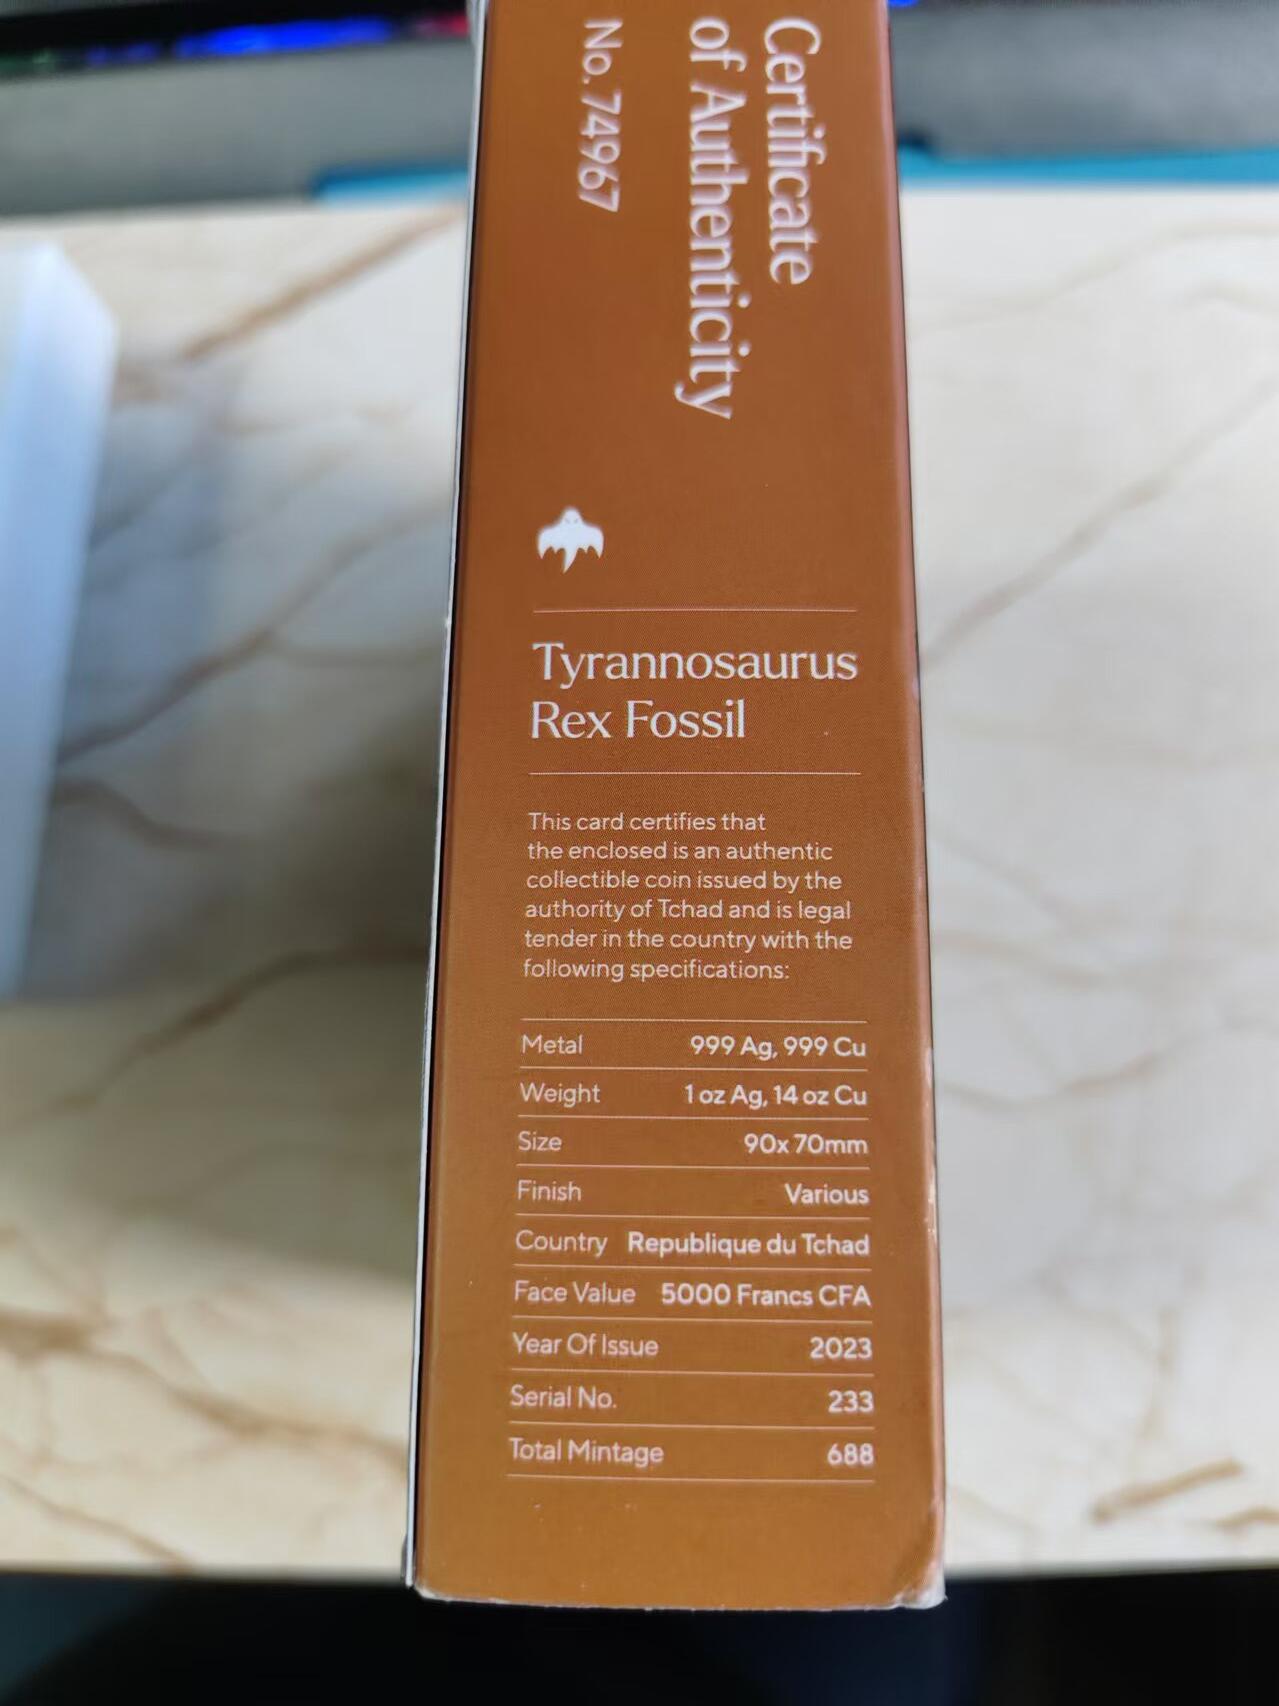 Certificate
of Authenticity
No. 74967
Tyrannosaurus
Rex Fossil
This card certifies that
the enclosed is an authentic
collectible coin issued by the
authority of Tchad and is legal
tender in the country with the
following specifications:
Metal 999 Ag, 999 Cu
Weight 1 oz Ag, 14 oz Cu
Size 90x 70mm
Finish Various
Country Republique du Tchad
Face Value 5000 Francs CFA
Year Of Issue 2023
Serial No. 233
Total Mintage 688